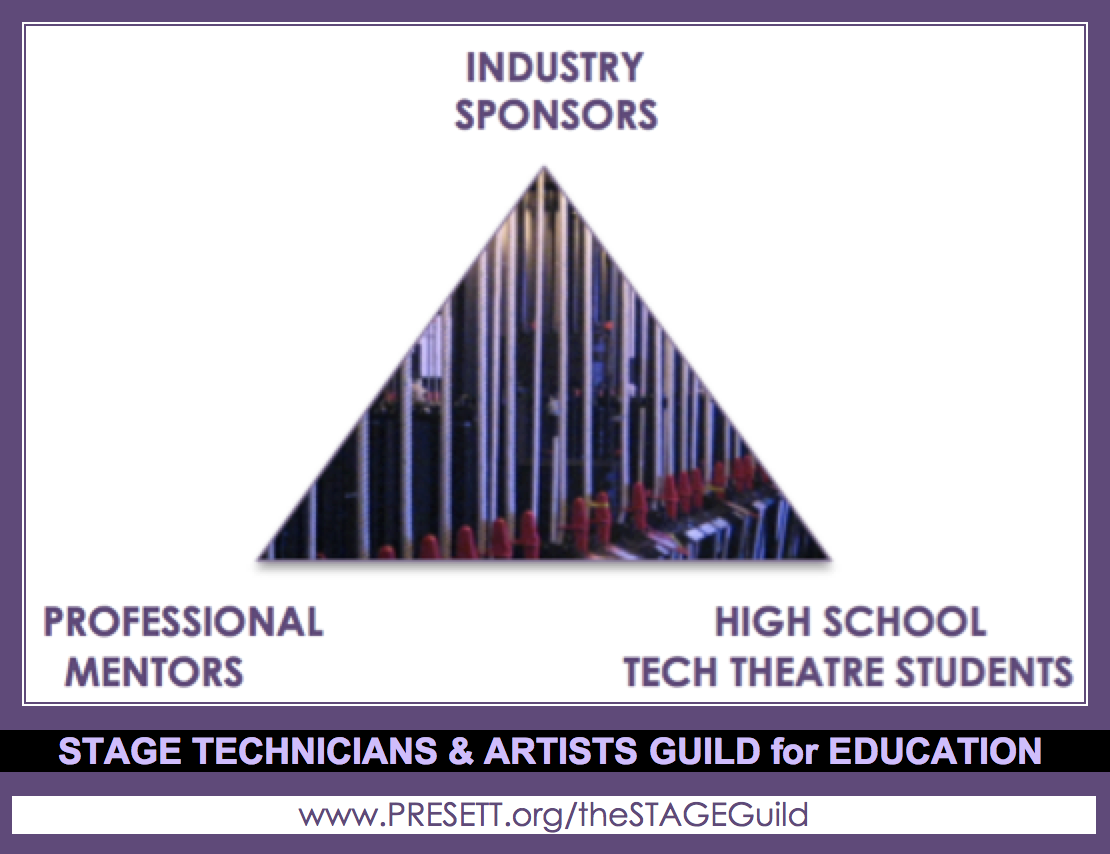 INDUSTRY
SPONSORS
PROFESSIONAL
MENTORS
HIGH SCHOOL
TECH THEATRE STUDENTS
STAGE TECHNICIANS & ARTISTS GUILD for EDUCATION
www.PRESETT.org/theSTAGEGuild